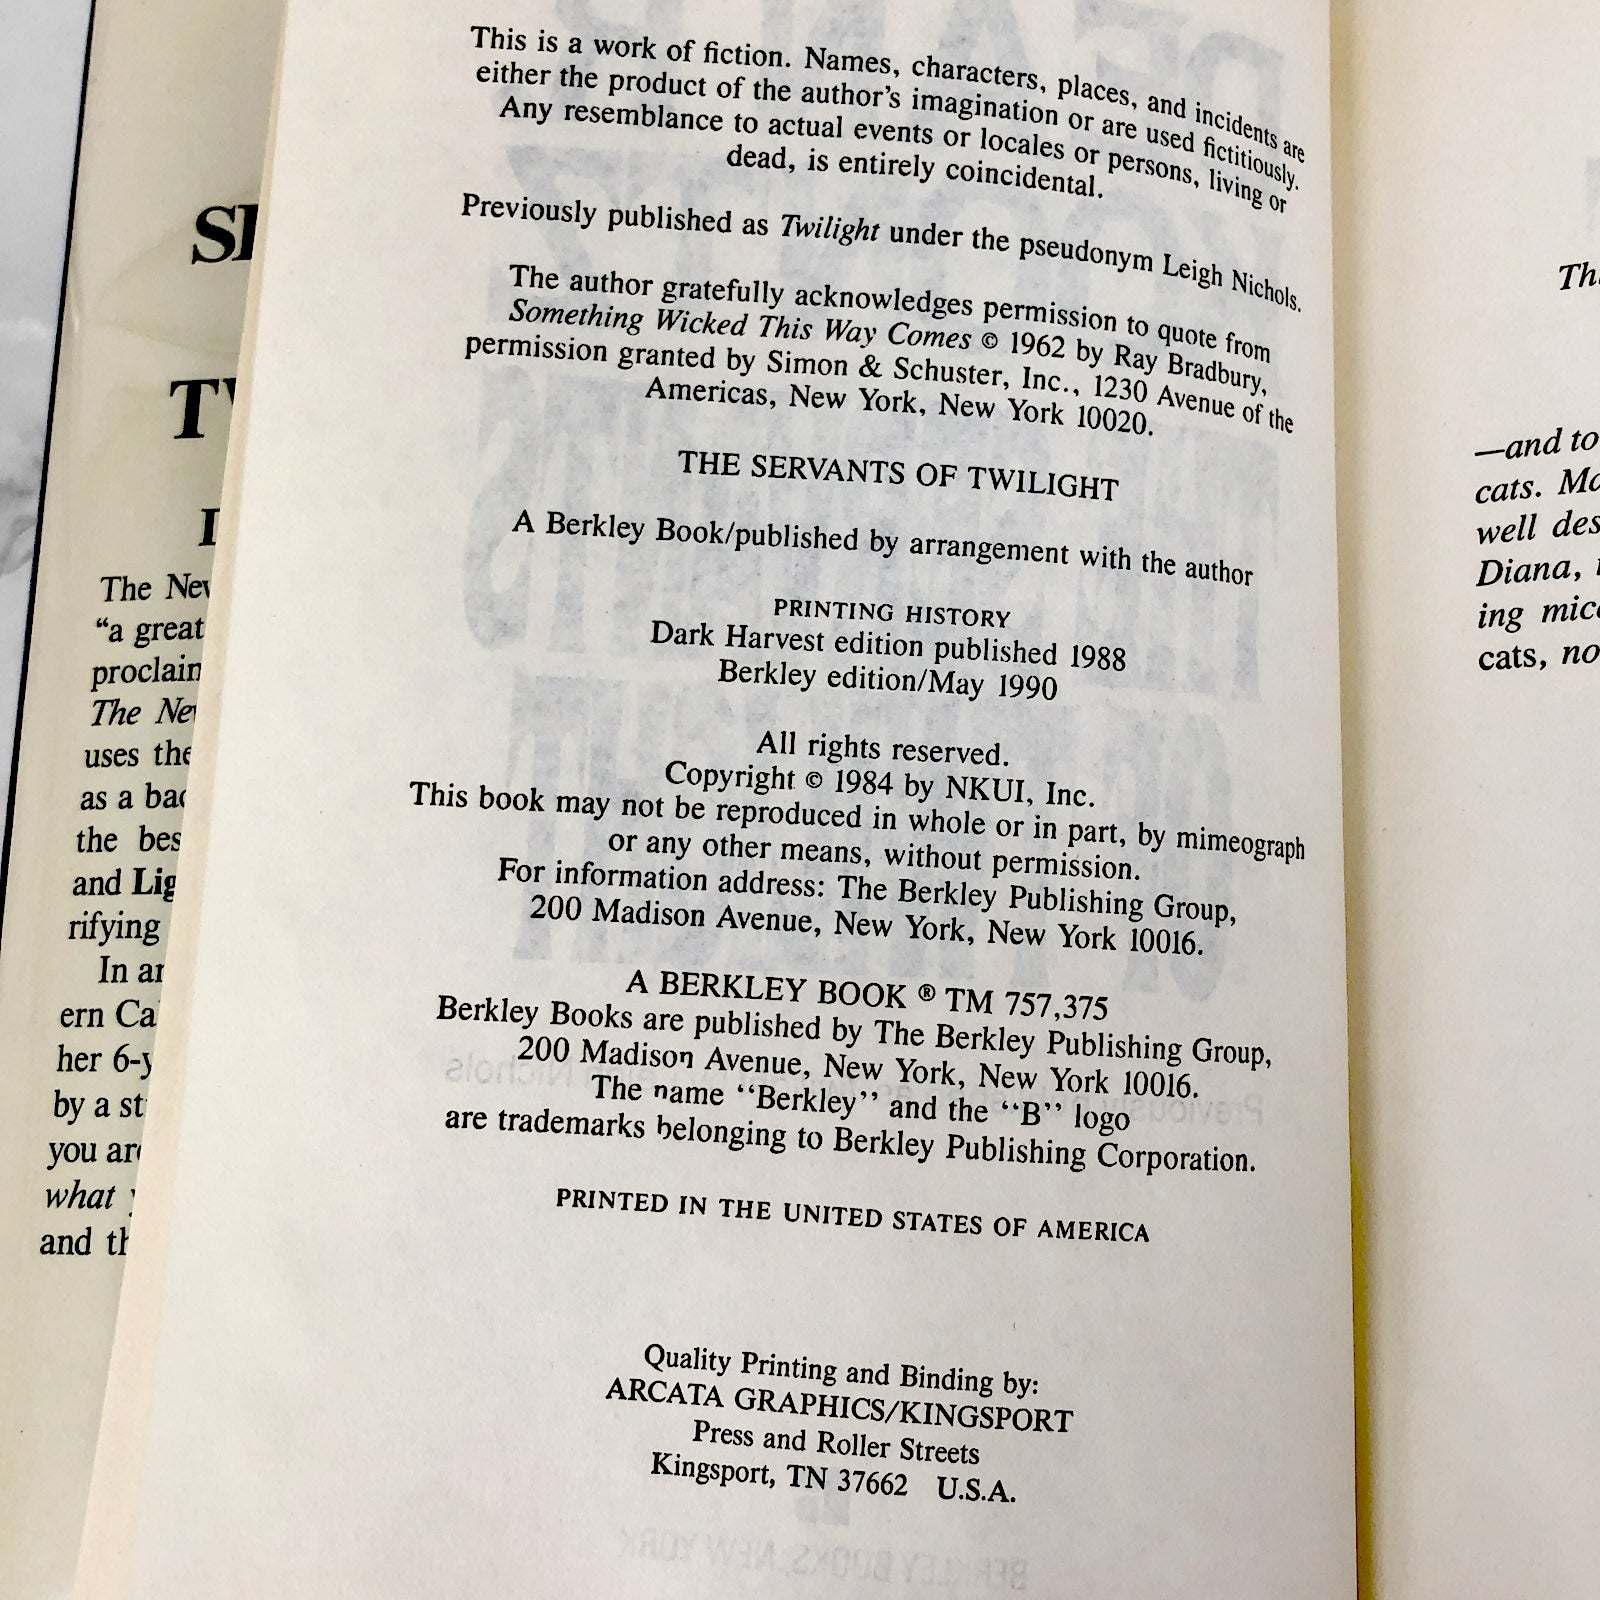 SE
TW
The New
“a great
proclaim
The New
uses the
as a bac
the bes
and Lig
rifying
In an
ern Cal
her 6-y
by a st
you are
what y
and th
This is a work of fiction. Names, characters, places, and incidents are
either the product of the author's imagination or are used fictitiously.
Any resemblance to actual events or locales or persons, living or
dead, is entirely coincidental.
Previously published as Twilight under the pseudonym Leigh Nichols.
The author gratefully acknowledges permission to quote from
Something Wicked This Way Comes © 1962 by Ray Bradbury,
permission granted by Simon & Schuster, Inc., 1230 Avenue of the
Americas, New York, New York 10020.
THE SERVANTS OF TWILIGHT
A Berkley Book/published by arrangement with the author
PRINTING HISTORY
Dark Harvest edition published 1988
Berkley edition/May 1990
All rights reserved.
Copyright © 1984 by NKUI, Inc.
This book may not be reproduced in whole or in part, by mimeograph
or any other means, without permission.
For information address: The Berkley Publishing Group,
200 Madison Avenue, New York, New York 10016.
A BERKLEY BOOK ® TM 757,375
Berkley Books are published by The Berkley Publishing Group,
200 Madison Avenue, New York, New York 10016.
The name “Berkley” and the “B” logo
are trademarks belonging to Berkley Publishing Corporation.
PRINTED IN THE UNITED STATES OF AMERICA
Quality Printing and Binding by:
ARCATA GRAPHICS/KINGSPORT
Press and Roller Streets
Kingsport, TN 37662 U.S.A.
Th
—and to
cats. Ma
well des
Diana,
ing mice
cats, no